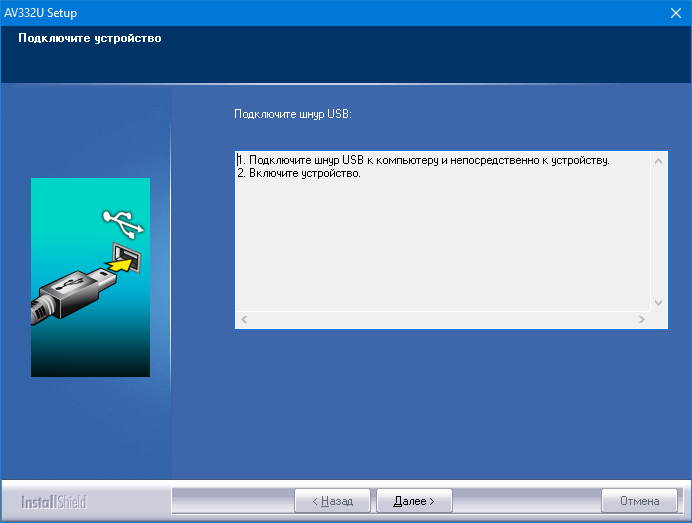 AV332U Setup
Подключите устройство
Подключите шнур USB:
1. Подключите шнур USB к компьютеру и непосредственно к устройству.
2. Включите устройство.
InstallShield
< Назад
Далее >
Отмена